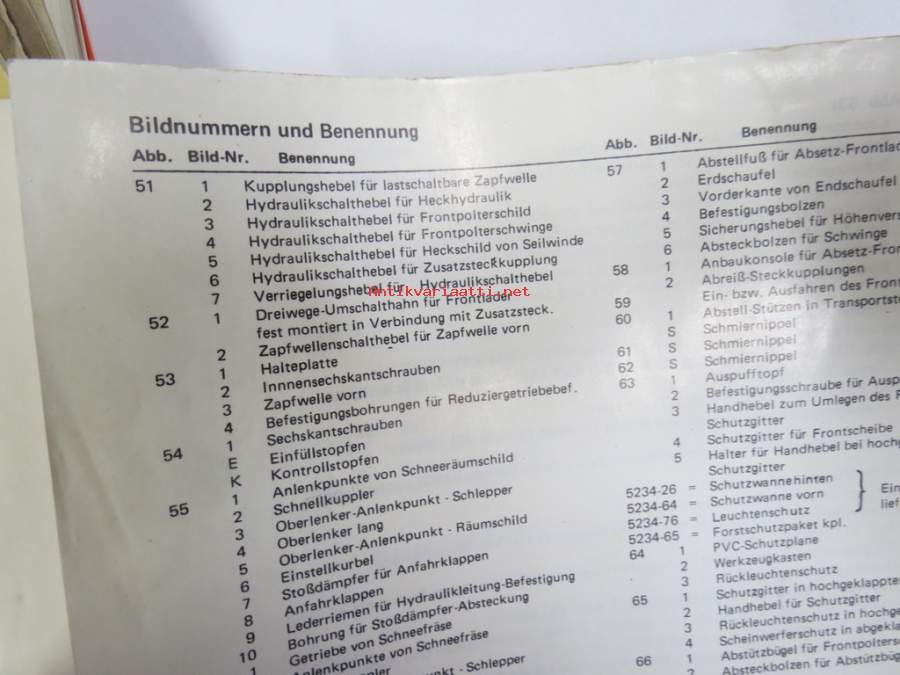 Bildnummern und Benennung
Abb. Bild-Nr. Benennung
51 1 Kupplungshebel für lastschaltbare Zapfwelle
2 Hydraulikschalthebel für Heckhydraulik
3 Hydraulikschalthebel für Frontpolterschild
4 Hydraulikschalthebel für Frontpolterschwinge
5 Hydraulikschalthebel für Heckschild von Seilwinde
6 Hydraulikschalthebel für Zusatzsteckkupplung
7 Verriegelungshebel für Hydraulikschalthebel
52 1 Dreiwege-Umschalthahn für Frontlader
fest montiert in Verbindung mit Zusatzsteck.
2 Zapfwellenschalthebel für Zapfwelle vorn
53 1 Halteplatte
2 Innnensechskantschrauben
3 Zapfwelle vorn
4 Befestigungsbohrungen für Reduziergetriebebef.
54 1 Sechskantschrauben
E Einfüllstopfen
K Kontrollstopfen
55 1 Anlenkpunkte von Schneeräumschild
2 Schnellkuppler
3 Oberlenker-Anlenkpunkt - Schlepper
4 Oberlenker lang
5 Oberlenker-Anlenkpunkt - Räumschild
6 Einstellkurbel
7 Stoßdämpfer für Anfahrklappen
8 Anfahrklappen
9 Lederriemen für Hydraulikleitung-Befestigung
10 Bohrung für Stoßdämpfer-Absteckung
Getriebe von Schneefräse
Anlenkpunkte von Schneefräse
- Schlepper
Abb. Bild-Nr. Benennung
57 1 Abstellfuß für Absetz-Frontlad
2 Erdschaufel
3 Vorderkante von Endschaufel
4 Befestigungsbolzen
5 Sicherungshebel für Höhenvers
6 Absteckbolzen für Schwinge
58 1 Anbaukonsole für Absetz-Fron
2 Abreiß-Steckkupplungen
59 Ein- bzw. Ausfahren des Front
60 1 Abstell-Stützen in Transportst
S Schmiernippel
61 S Schmiernippel
62 S Schmiernippel
63 1 Auspufftopf
2 Befestigungsschraube für Ausp
3 Handhebel zum Umlegen des F
Schutzgitter
4 Schutzgitter für Frontscheibe
5 Halter für Handhebel bei hochg
Schutzgitter
5234-26 = Schutzwanne hinten
5234-64 = Schutzwanne vorn } Ein
5234-76 = Leuchtenschutz lief
5234-65 = Forstschutzpaket kpl.
64 1 PVC-Schutzplane
2 Werkzeugkasten
3 Rückleuchtenschutz
65 1 Schutzgitter in hochgeklappte
2 Handhebel für Schutzgitter
3 Rückleuchtenschutz in hochge
4 Scheinwerferschutz in abgekla
66 1 Abstützbügel für Frontpolters
2 Absteckbolzen für Abstützbüg
Antikvariaatti.net